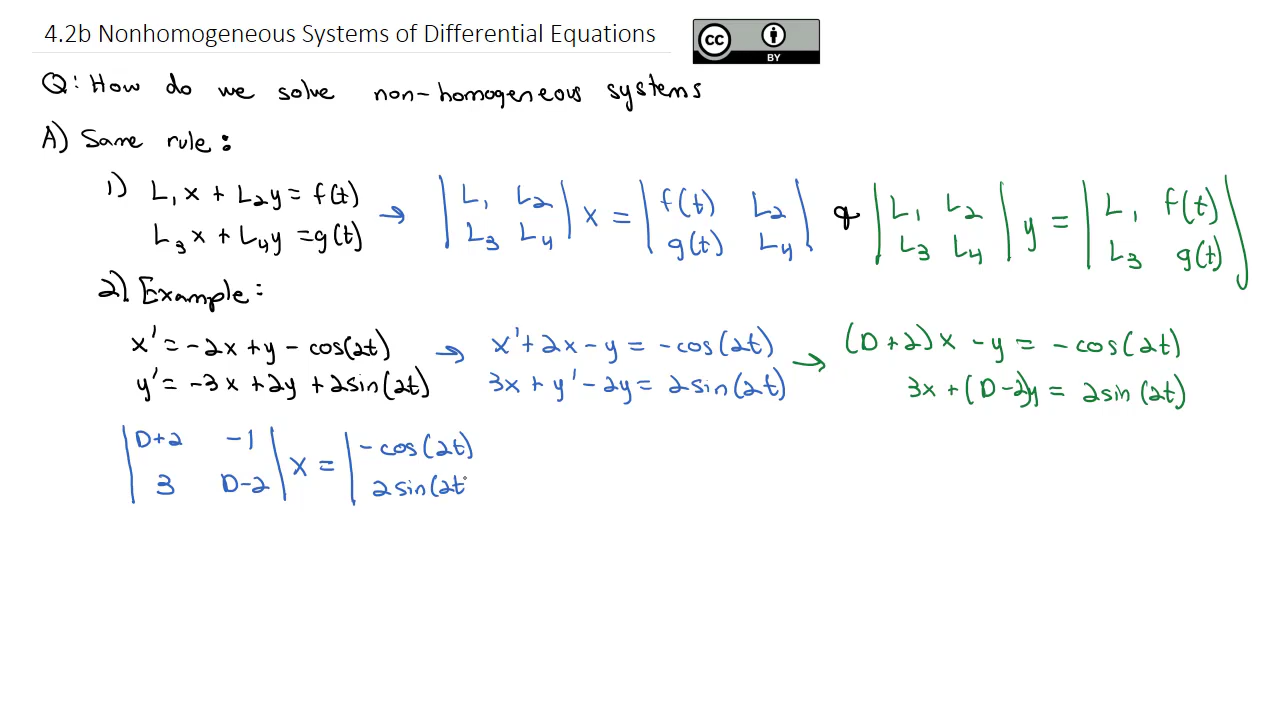 4.2b Nonhomogeneous Systems of Differential Equations
CC BY
Q: How do we solve non-homogeneous systems
A) Same rule:
1) L₁x + L₂y = f(t) → | L₁ L₂ | x = | f(t) L₂ | & | L₁ L₂ | y = | L₁ f(t) |
L₃x + L₄y = g(t) | L₃ L₄ | | g(t) L₄ | | L₃ L₄ | | L₃ g(t) |
2) Example:
x' = -2x + y - cos(2t) → x' + 2x - y = -cos(2t) → (D+2)x - y = -cos(2t)
y' = -3x + 2y + 2sin(2t) 3x + y' - 2y = 2sin(2t) 3x + (D-2)y = 2sin(2t)
| D+2 -1 | x = | -cos(2t)
| 3 D-2 | | 2sin(2t